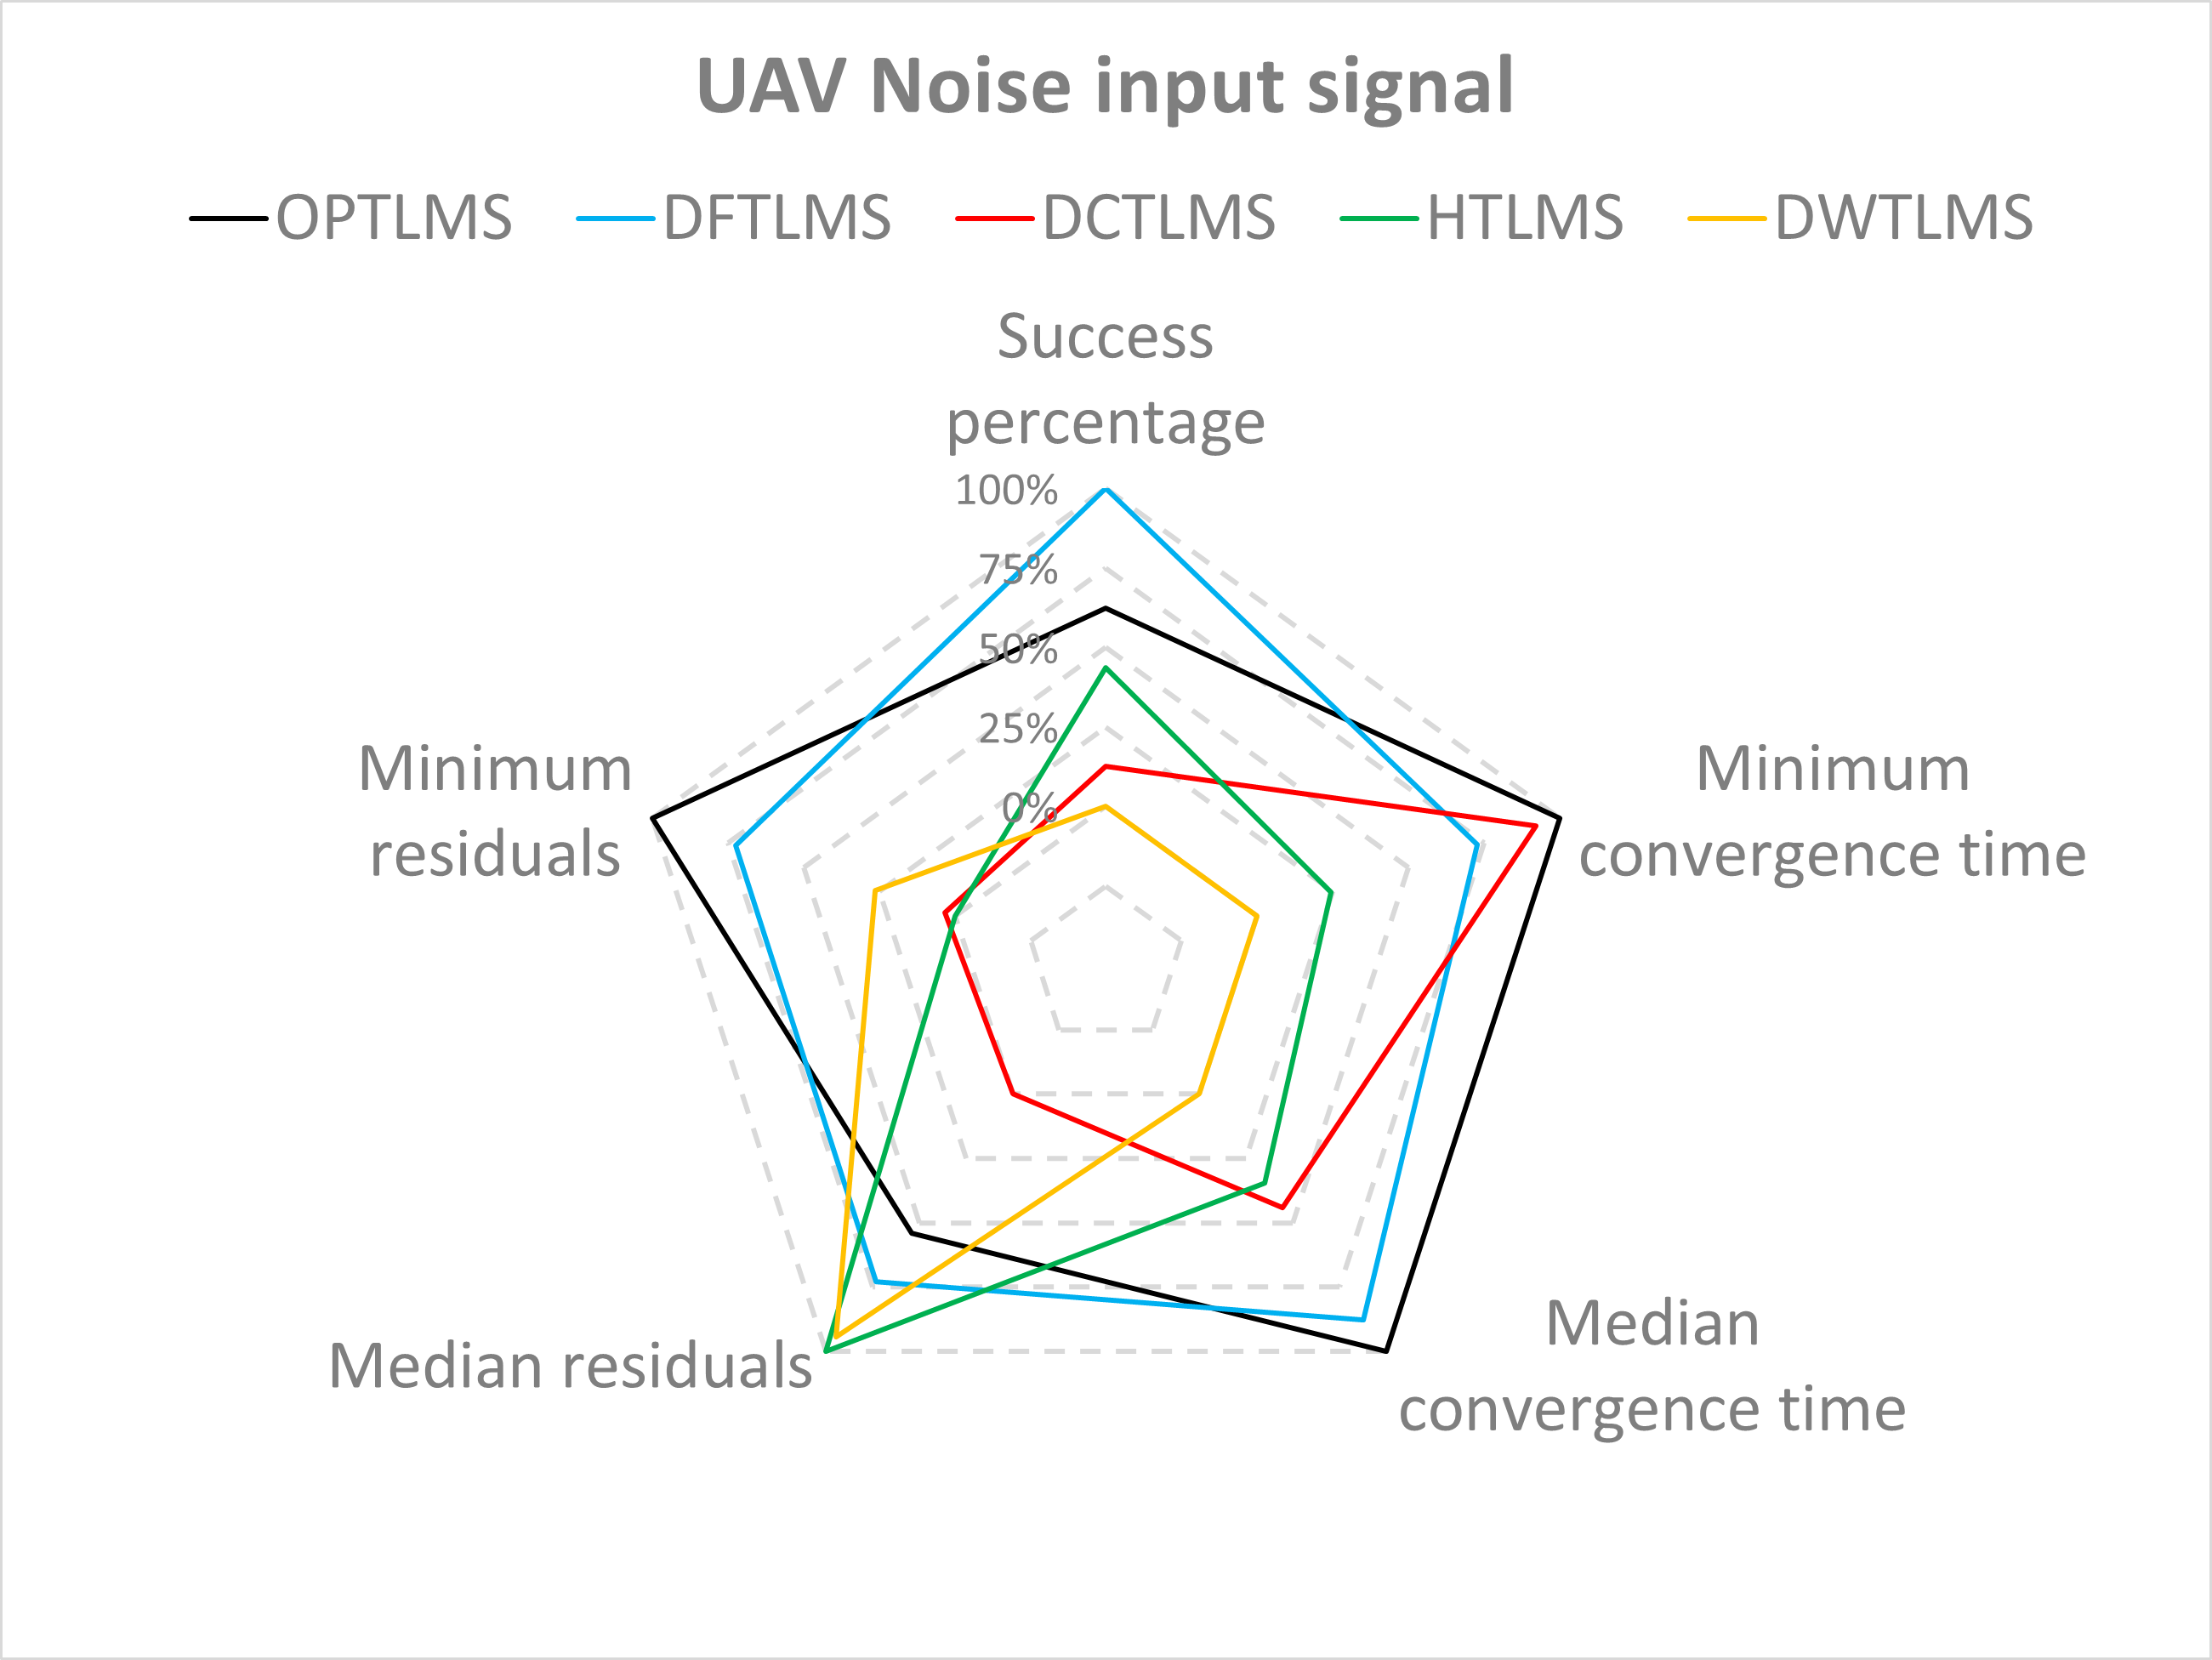 UAV Noise input signal
OPTLMS DFTLMS DCTLMS HTLMS DWTLMS
Success
percentage
100%
75%
50%
25%
0%
Minimum
residuals
Minimum
convergence time
Median residuals
Median
convergence time